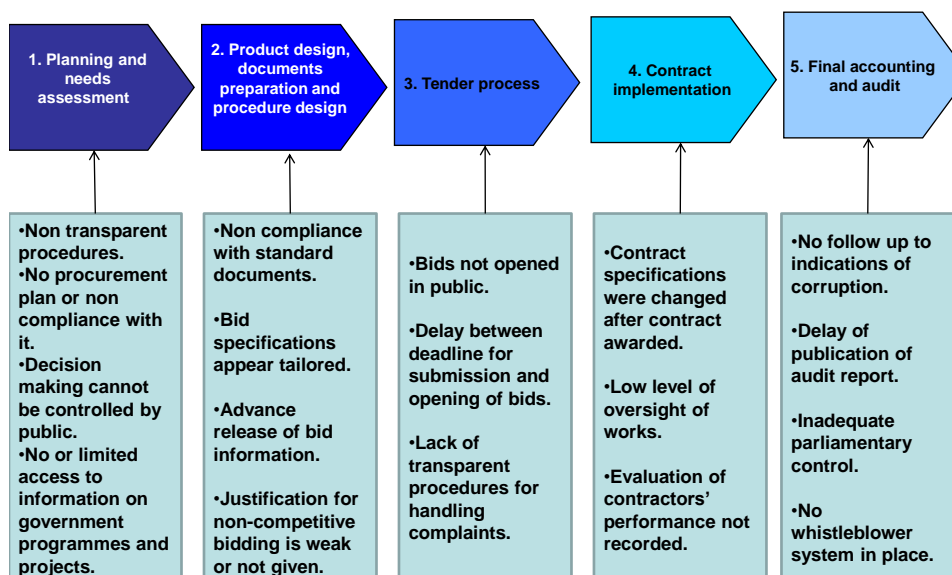 1. Planning and
needs
assessment
2. Product design,
documents
preparation and
procedure design
3. Tender process
4. Contract
implementation
5. Final accounting
and audit
•Non transparent
procedures.
•No procurement
plan or non
compliance with
it.
•Decision
making cannot
be controlled by
public.
•No or limited
access to
information on
government
programmes and
projects.
•Non compliance
with standard
documents.
•Bid
specifications
appear tailored.
•Advance
release of bid
information.
•Justification for
non-competitive
bidding is weak
or not given.
•Bids not opened
in public.
•Delay between
deadline for
submission and
opening of bids.
•Lack of
transparent
procedures for
handling
complaints.
•Contract
specifications
were changed
after contract
awarded.
•Low level of
oversight of
works.
•Evaluation of
contractors’
performance not
recorded.
•No follow up to
indications of
corruption.
•Delay of
publication of
audit report.
•Inadequate
parliamentary
control.
•No
whistleblower
system in place.